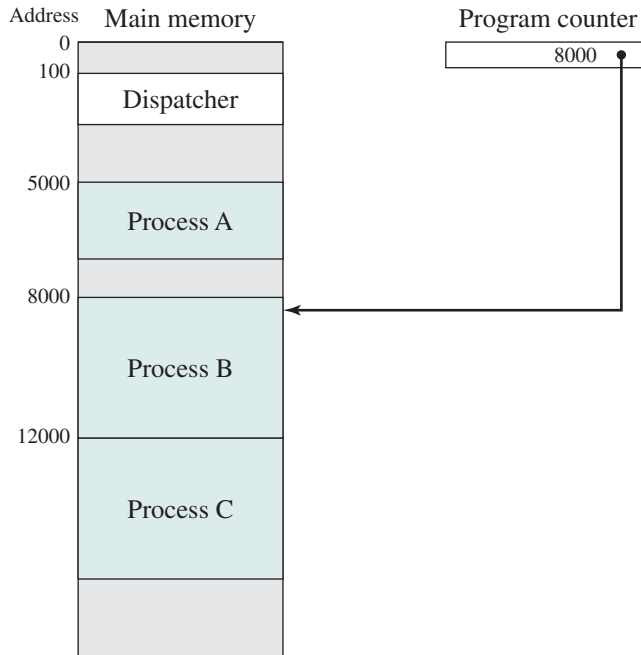 Address Main memory Program counter
0
8000
100
Dispatcher
5000
Process A
8000
Process B
12000
Process C